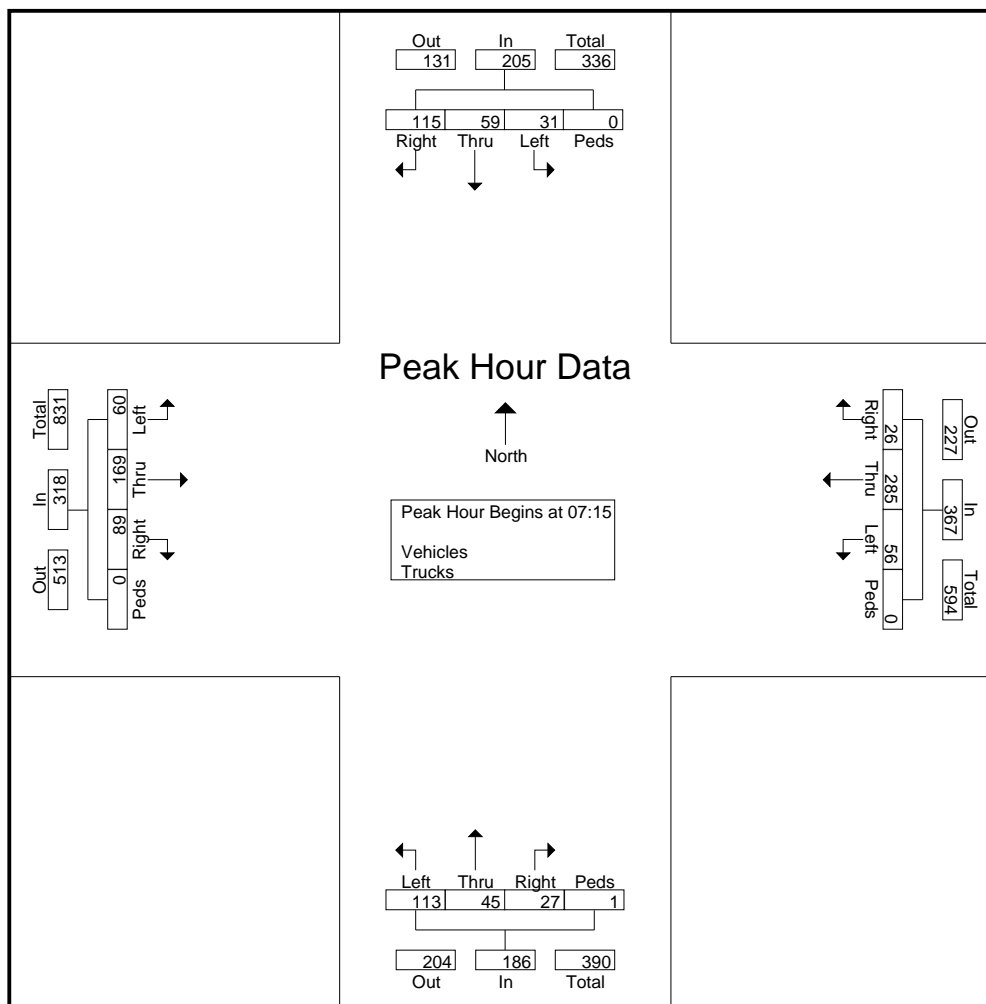 Out In Total
131 205 336
115 59 31 0
Right Thru Left Peds
Peak Hour Data
North
Peak Hour Begins at 07:15
Vehicles
Trucks
Total In Out
831 318 513
60 169 89 0
Left Thru Right Peds
Out In Total
227 367 594
26 285 56 0
Right Thru Left Peds
Left Thru Right Peds
113 45 27 1
204 186 390
Out In Total